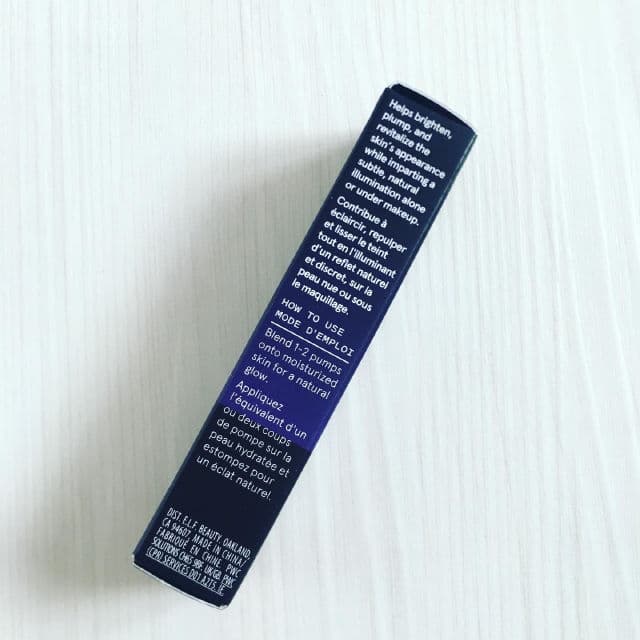 Helps brighten,
plump, and
revitalize the
skin's appearance
while imparting a
subtle, natural
illumination alone
or under makeup.
Contribue à
éclaircir, repulper
et lisser le teint
tout en l'illuminant
d'un reflet naturel
et discret, sur la
peau nue ou sous
le maquillage.
HOW TO USE
MODE D'EMPLOI
Blend 1-2 pumps
onto moisturized
skin for a natural
glow.
Appliquez
l'équivalent d'un
ou deux coups
de pompe sur la
peau hydratée et
estompez pour
un éclat naturel.
DIST. E.L.F. BEAUTY, OAKLAND,
CA 94607. MADE IN CHINA/
FABRIQUÉ EN CHINE. PWC
SOLUTIONS